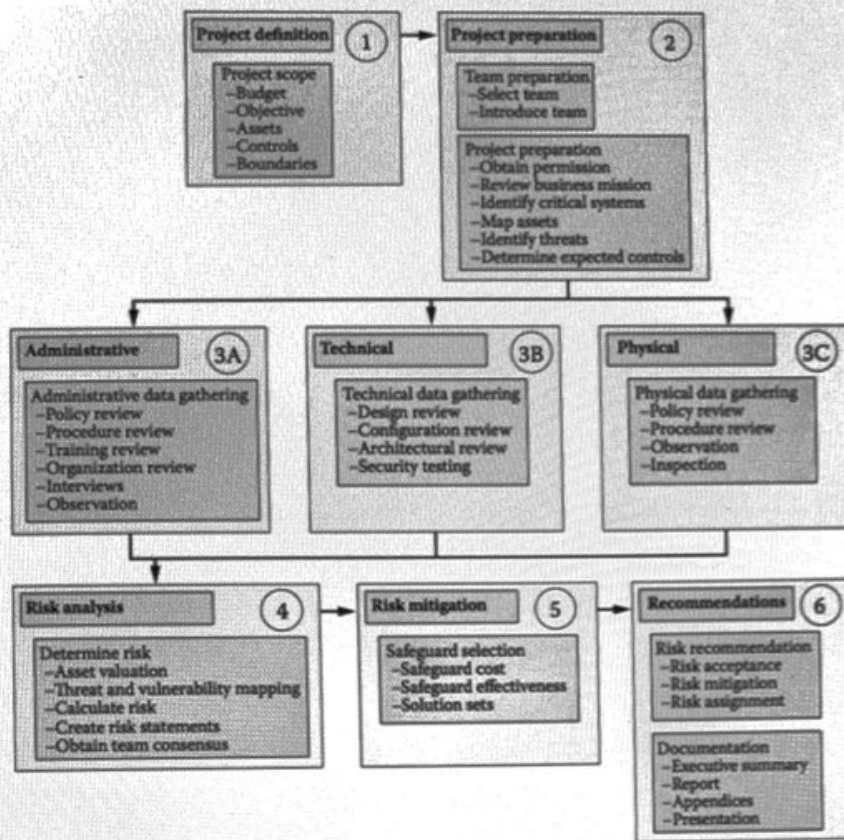 Project definition
1
Project scope
–Budget
–Objective
–Assets
–Controls
–Boundaries
Project preparation
2
Team preparation
–Select team
–Introduce team
Project preparation
–Obtain permission
–Review business mission
–Identify critical systems
–Map assets
–Identify threats
–Determine expected controls
Administrative
3A
Administrative data gathering
–Policy review
–Procedure review
–Training review
–Organization review
–Interviews
–Observation
Technical
3B
Technical data gathering
–Design review
–Configuration review
–Architectural review
–Security testing
Physical
3C
Physical data gathering
–Policy review
–Procedure review
–Observation
–Inspection
Risk analysis
4
Determine risk
–Asset valuation
–Threat and vulnerability mapping
–Calculate risk
–Create risk statements
–Obtain team consensus
Risk mitigation
5
Safeguard selection
–Safeguard cost
–Safeguard effectiveness
–Solution sets
Recommendations
6
Risk recommendation
–Risk acceptance
–Risk mitigation
–Risk assignment
Documentation
–Executive summary
–Report
–Appendices
–Presentation